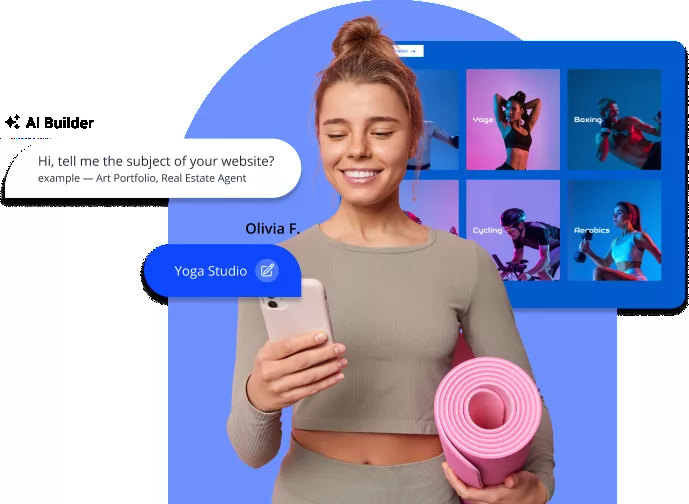 AI Builder
Hi, tell me the subject of your website?
example — Art Portfolio, Real Estate Agent
Olivia F.
Yoga Studio
Yoga
Boxing
Cycling
Aerobics